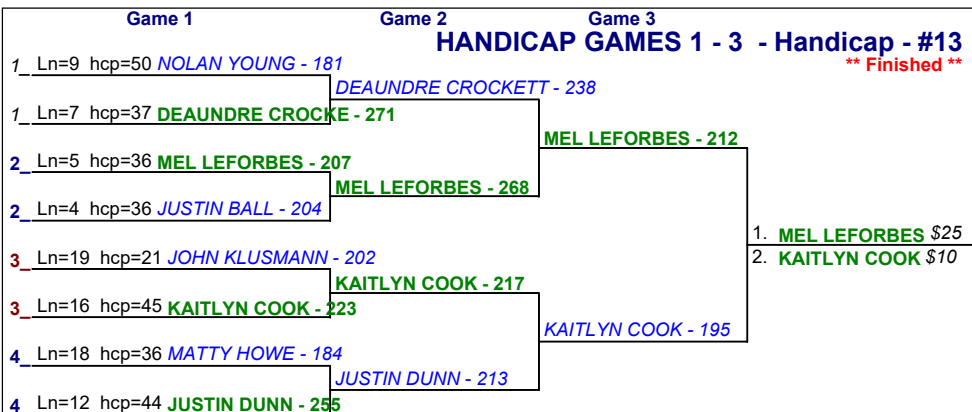 Game 1 Game 2 Game 3
HANDICAP GAMES 1 - 3 - Handicap - #13
** Finished **
1_ Ln=9 hcp=50 NOLAN YOUNG - 181
DEAUNDRE CROCKETT - 238
1_ Ln=7 hcp=37 DEAUNDRE CROCKE - 271
MEL LEFORBES - 212
2_ Ln=5 hcp=36 MEL LEFORBES - 207
MEL LEFORBES - 268
2_ Ln=4 hcp=36 JUSTIN BALL - 204
1. MEL LEFORBES $25
2. KAITLYN COOK $10
3_ Ln=19 hcp=21 JOHN KLUSMANN - 202
KAITLYN COOK - 217
3_ Ln=16 hcp=45 KAITLYN COOK - 223
KAITLYN COOK - 195
4_ Ln=18 hcp=36 MATTY HOWE - 184
JUSTIN DUNN - 213
4 Ln=12 hcp=44 JUSTIN DUNN - 255